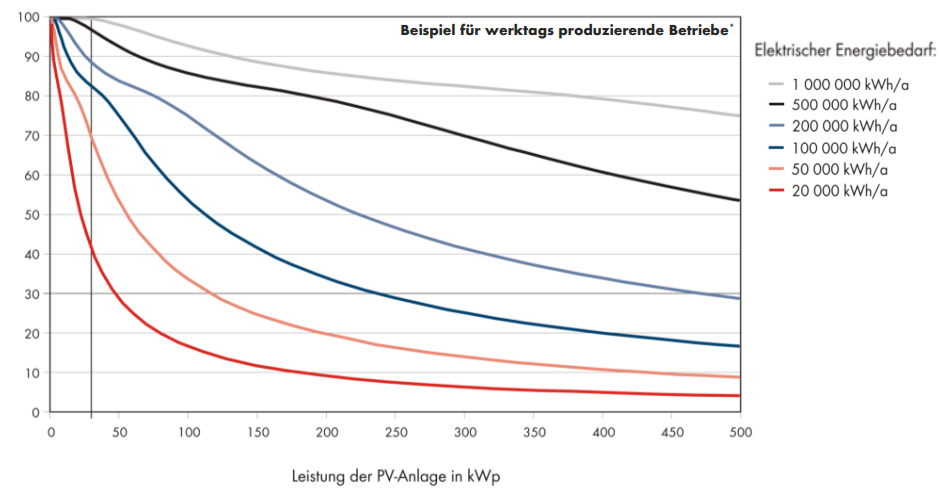 Beispiel für werktags produzierende Betriebe*
Elektrischer Energiebedarf:
1 000 000 kWh/a
500 000 kWh/a
200 000 kWh/a
100 000 kWh/a
50 000 kWh/a
20 000 kWh/a
100
90
80
70
60
50
40
30
20
10
0
0 50 100 150 200 250 300 350 400 450 500
Leistung der PV-Anlage in kWp